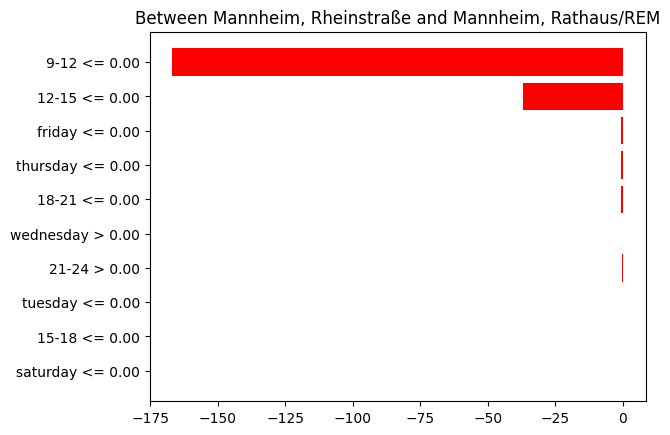 Between Mannheim, Rheinstraße and Mannheim, Rathaus/REM
9-12 <= 0.00
12-15 <= 0.00
friday <= 0.00
thursday <= 0.00
18-21 <= 0.00
wednesday > 0.00
21-24 > 0.00
tuesday <= 0.00
15-18 <= 0.00
saturday <= 0.00
−175 −150 −125 −100 −75 −50 −25 0